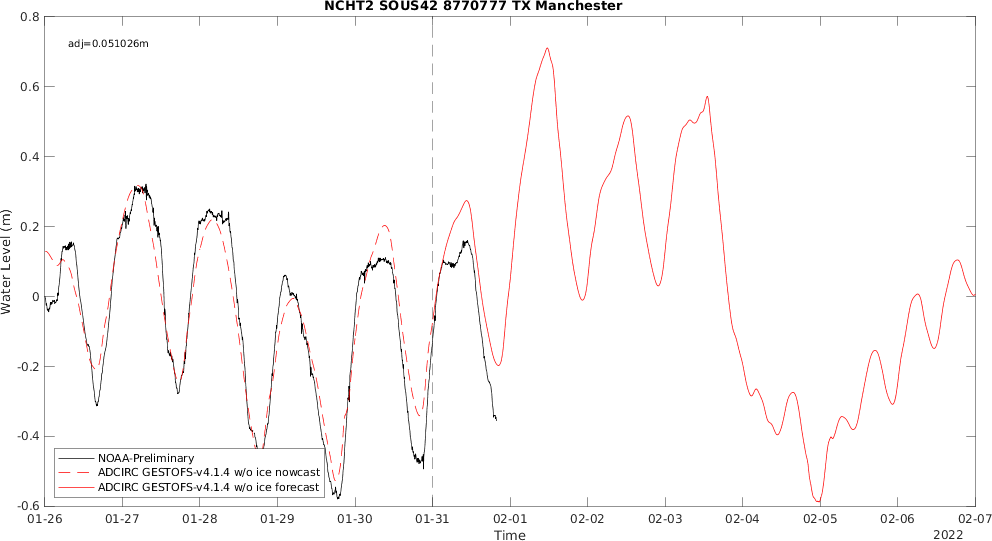 NCHT2 SOUS42 8770777 TX Manchester
adj=0.051026m
Water Level (m)
0.8
0.6
0.4
0.2
0
-0.2
-0.4
-0.6
NOAA-Preliminary
ADCIRC GESTOFS-v4.1.4 w/o ice nowcast
ADCIRC GESTOFS-v4.1.4 w/o ice forecast
01-26 01-27 01-28 01-29 01-30 01-31 02-01 02-02 02-03 02-04 02-05 02-06 02-07
Time
2022